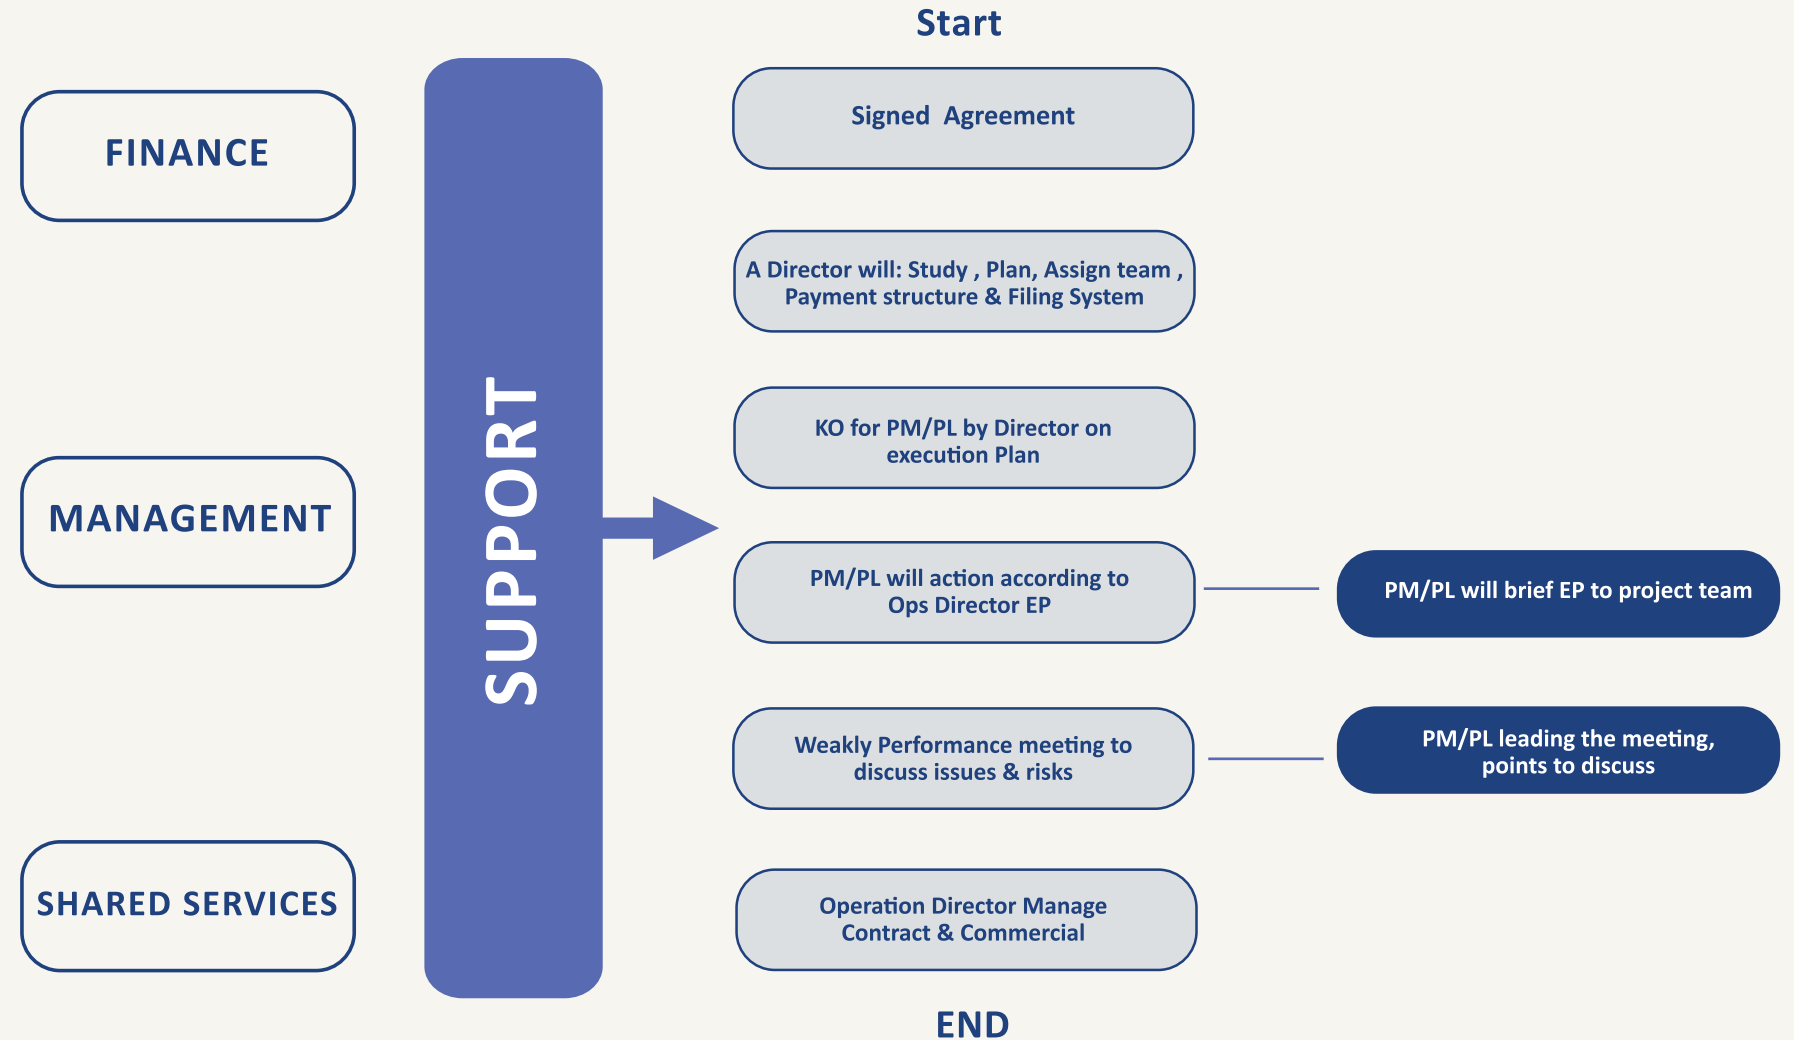 Start
FINANCE
MANAGEMENT
SHARED SERVICES
SUPPORT
Signed Agreement
A Director will: Study , Plan, Assign team ,
Payment structure & Filing System
KO for PM/PL by Director on
execution Plan
PM/PL will action according to
Ops Director EP
PM/PL will brief EP to project team
Weakly Performance meeting to
discuss issues & risks
PM/PL leading the meeting,
points to discuss
Operation Director Manage
Contract & Commercial
END